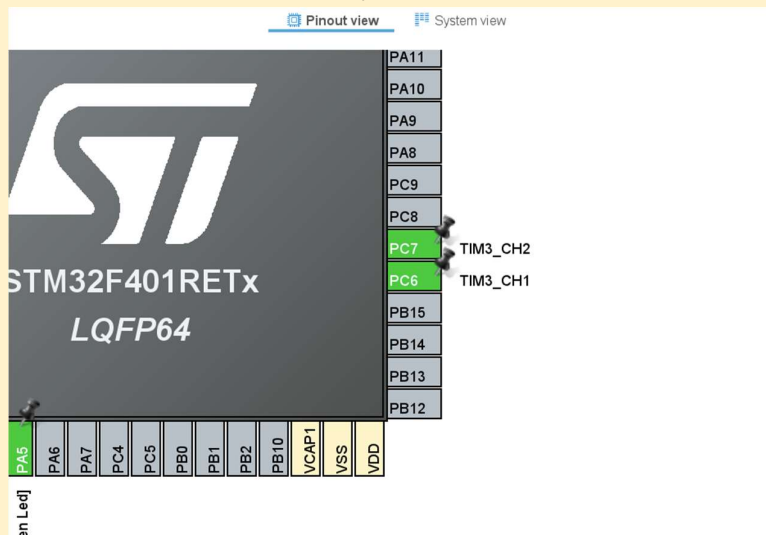 Pinout view
System view
PA11
PA10
PA9
PA8
PC9
PC8
PC7
TIM3_CH2
PC6
TIM3_CH1
PB15
PB14
PB13
PB12
ST
STM32F401RETx
LQFP64
PA5
PA6
PA7
PC4
PC5
PB0
PB1
PB2
PB10
VCAP1
VSS
VDD
en Led]